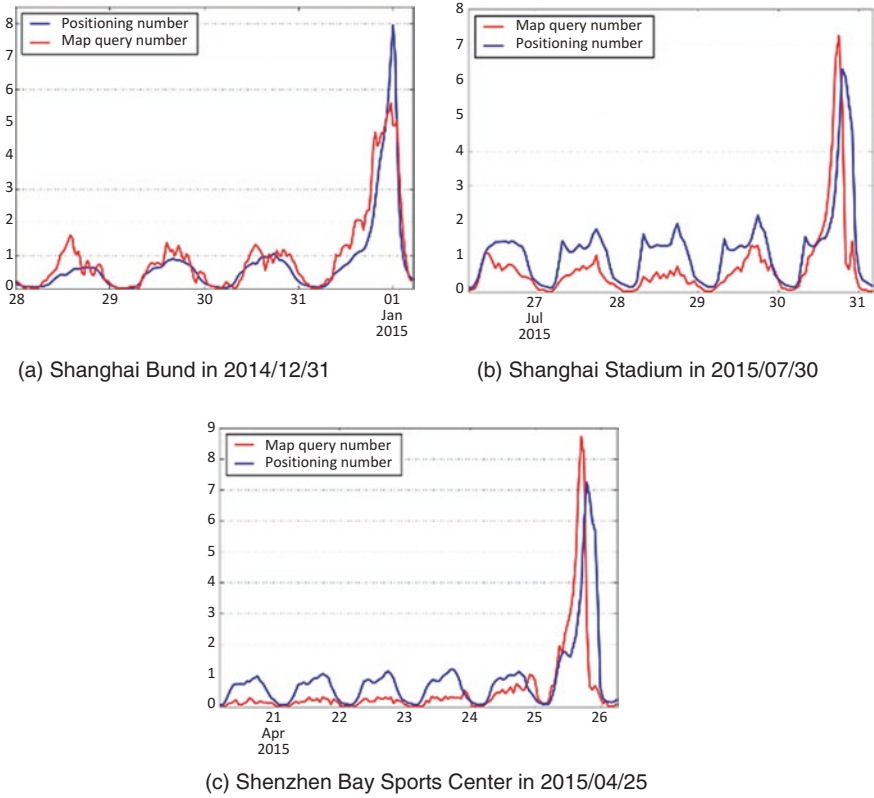 8
7
6
5
4
3
2
1
0
Positioning number
Map query number
28 29 30 31 01
Jan
2015
(a) Shanghai Bund in 2014/12/31
8
7
6
5
4
3
2
1
0
Map query number
Positioning number
27 28 29 30 31
Jul
2015
(b) Shanghai Stadium in 2015/07/30
9
8
7
6
5
4
3
2
1
0
Map query number
Positioning number
21 22 23 24 25 26
Apr
2015
(c) Shenzhen Bay Sports Center in 2015/04/25